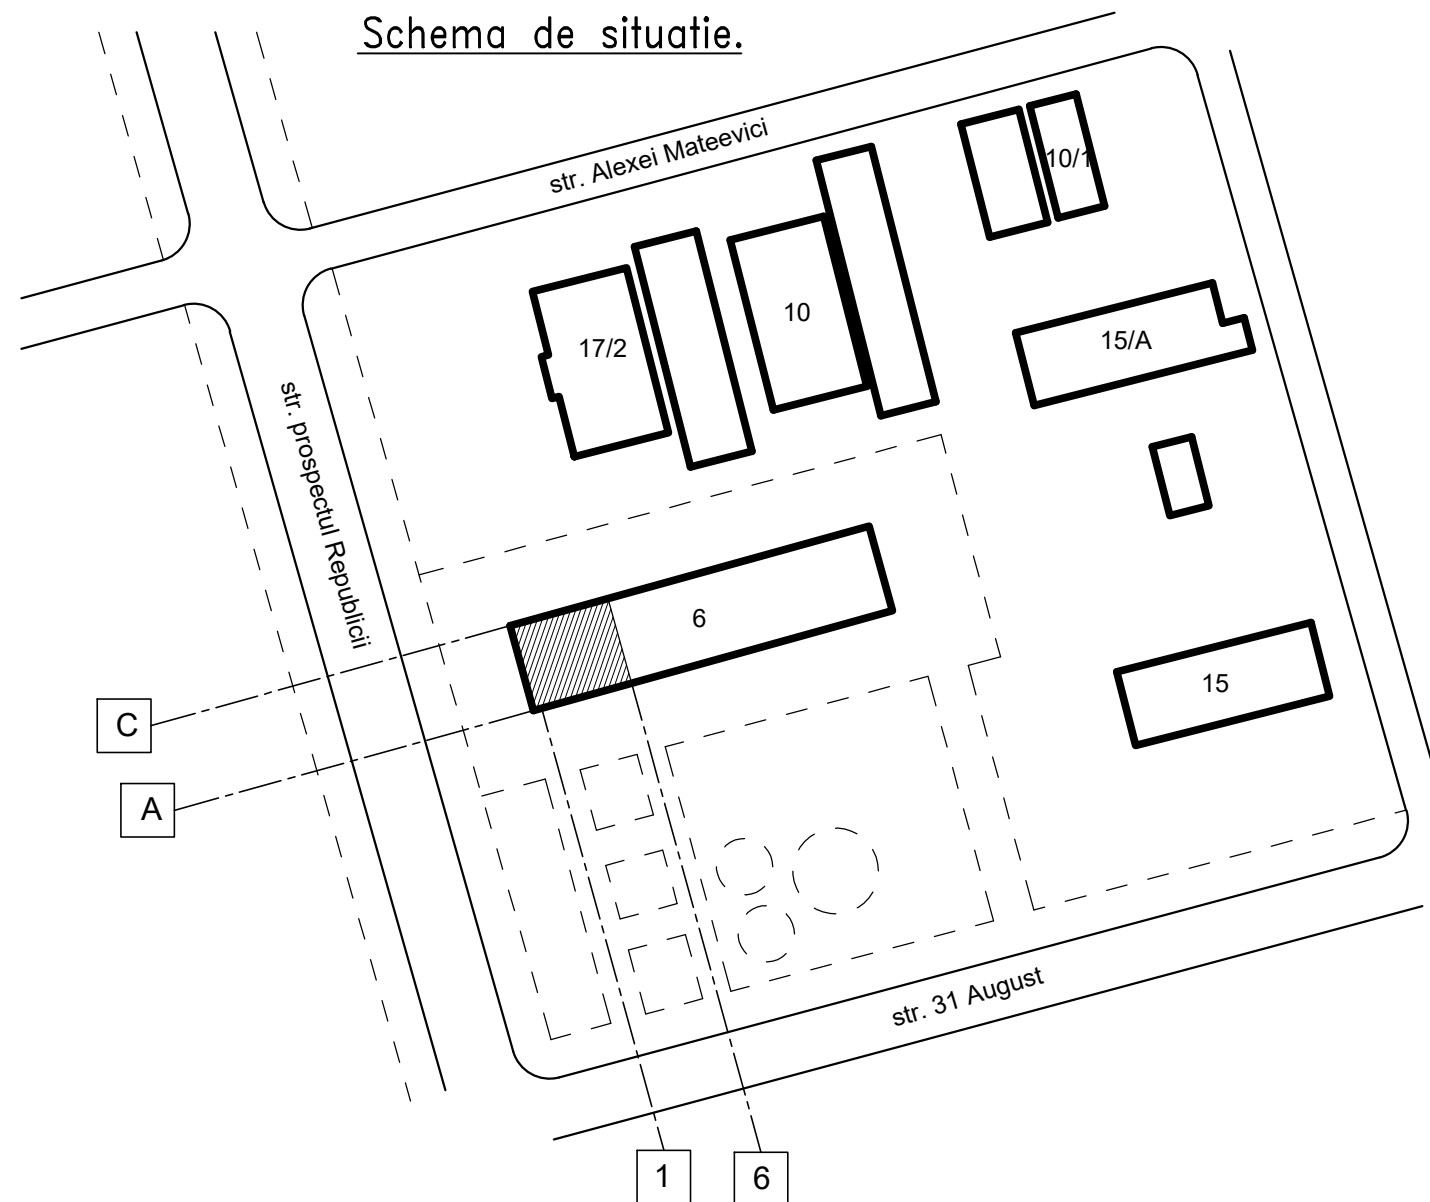 Schema de situatie.
str. Alexei Mateevici
10/1
10
17/2
15/A
str. prospectul Republicii
6
15
C
A
str. 31 August
1
6